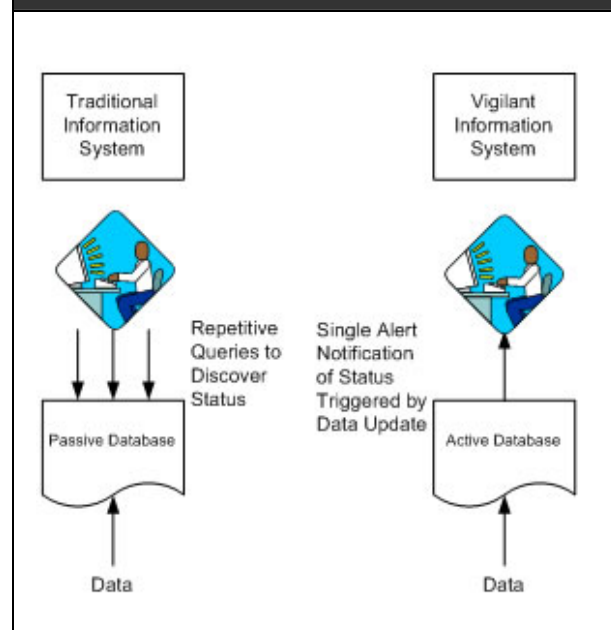 Traditional
Information
System
Vigilant
Information
System
Repetitive
Queries to
Discover
Status
Single Alert
Notification
of Status
Triggered by
Data Update
Passive Database
Active Database
Data
Data